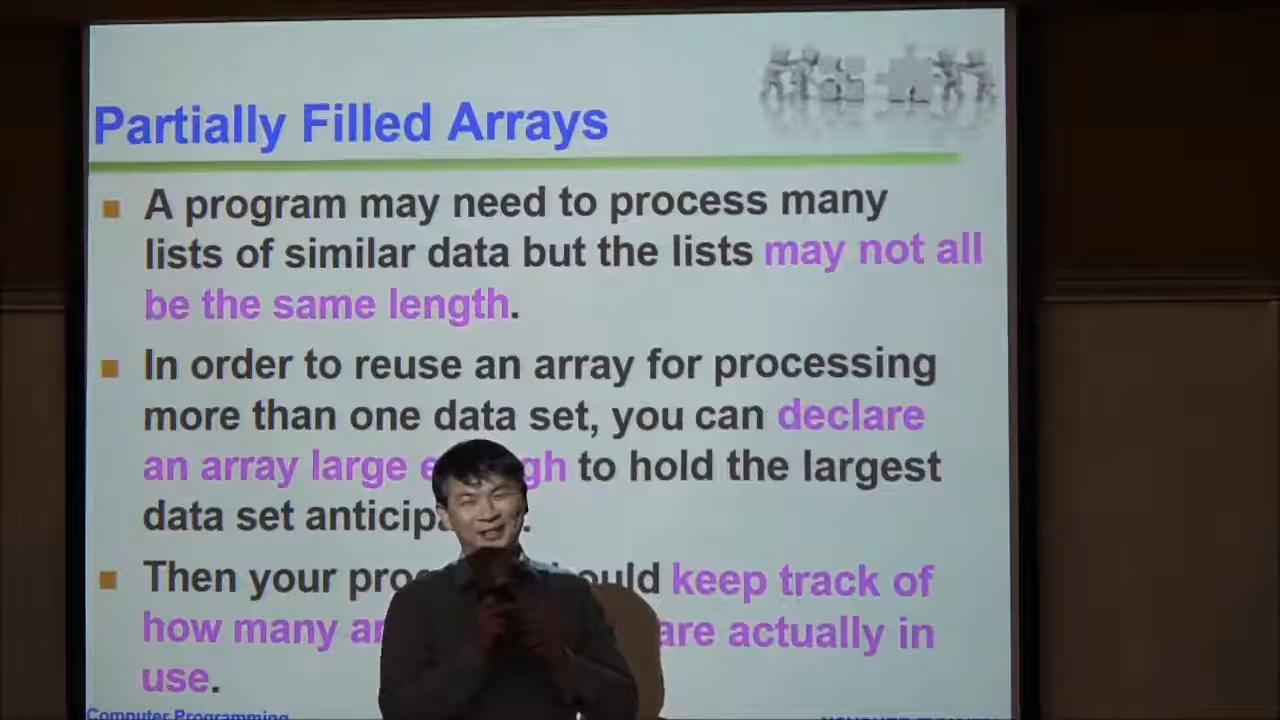 Partially Filled Arrays
A program may need to process many
lists of similar data but the lists may not all
be the same length.
In order to reuse an array for processing
more than one data set, you can declare
an array large to hold the largest
data set
Then your keep track of
how many are actually in
use.
Computer Programming